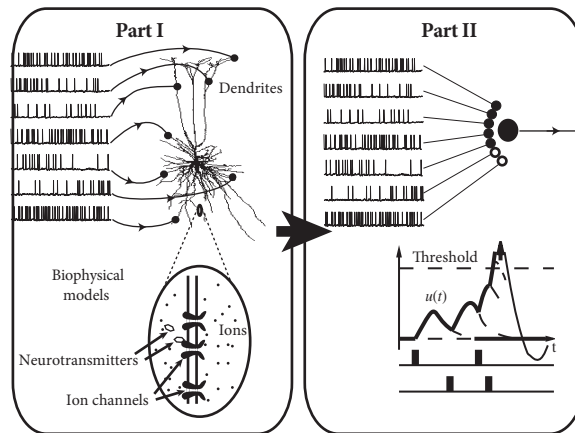 Part I
Dendrites
Biophysical
models
Ions
Neurotransmitters
Ion channels
Part II
Threshold
u(t)
t